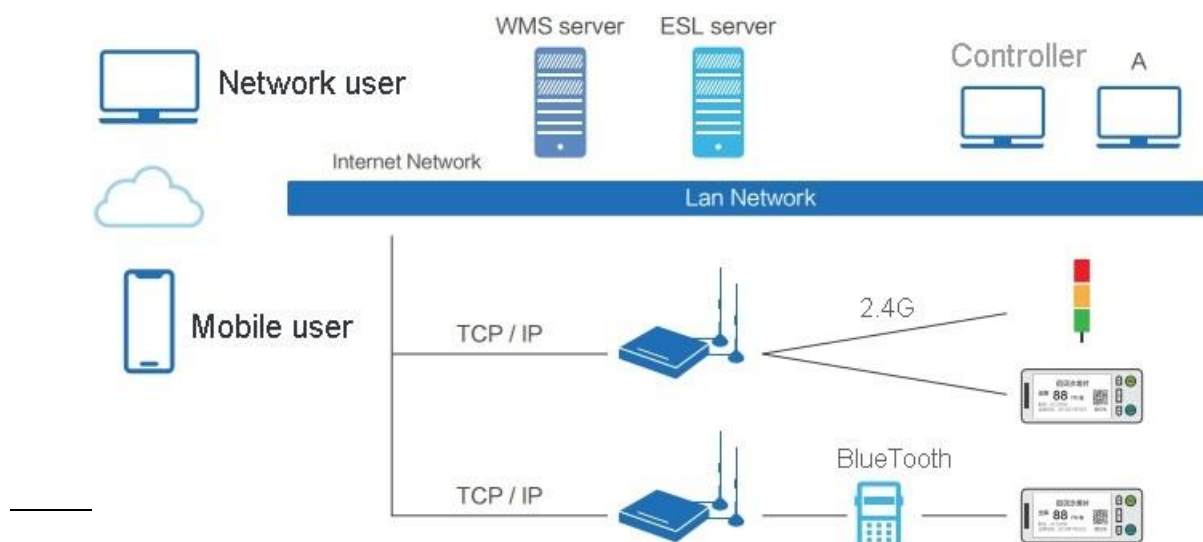 WMS server
ESL server
Controller
A
Network user
Internet Network
Lan Network
Mobile user
TCP / IP
2.4G
88
BlueTooth
TCP / IP
88